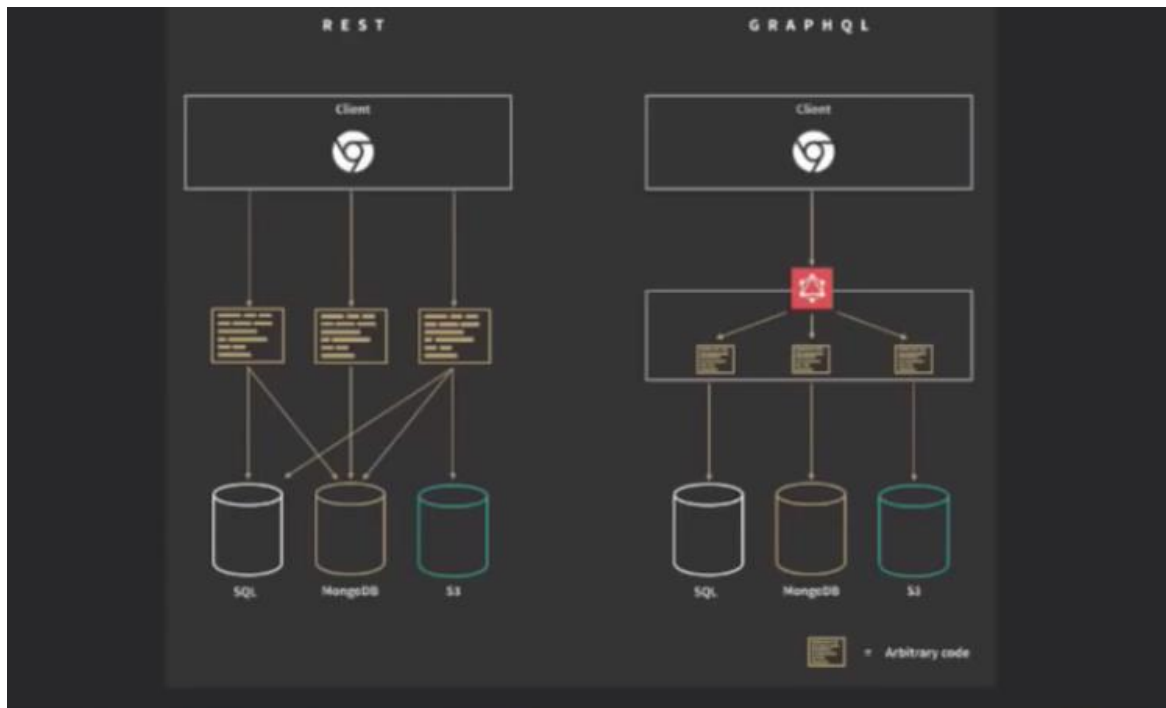 REST
GRAPHQL
Client
Client
SQL
MongoDB
S3
SQL
MongoDB
S3
= Arbitrary code